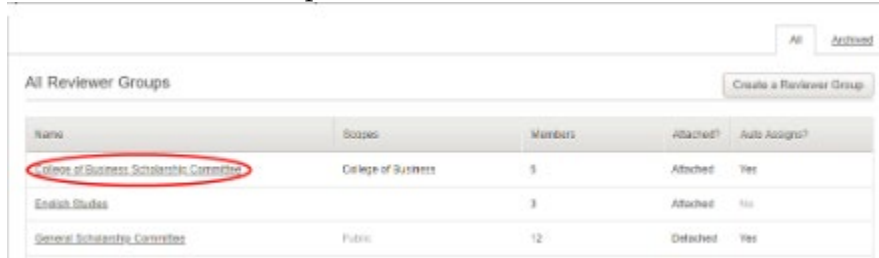 All Archived
All Reviewer Groups Create a Reviewer Group
Name Scopes Members Attached? Auto Assigns?
College of Business Scholarship Committee College of Business 5 Attached Yes
English Studies 3 Attached No
General Scholarship Committee Public 12 Detached Yes